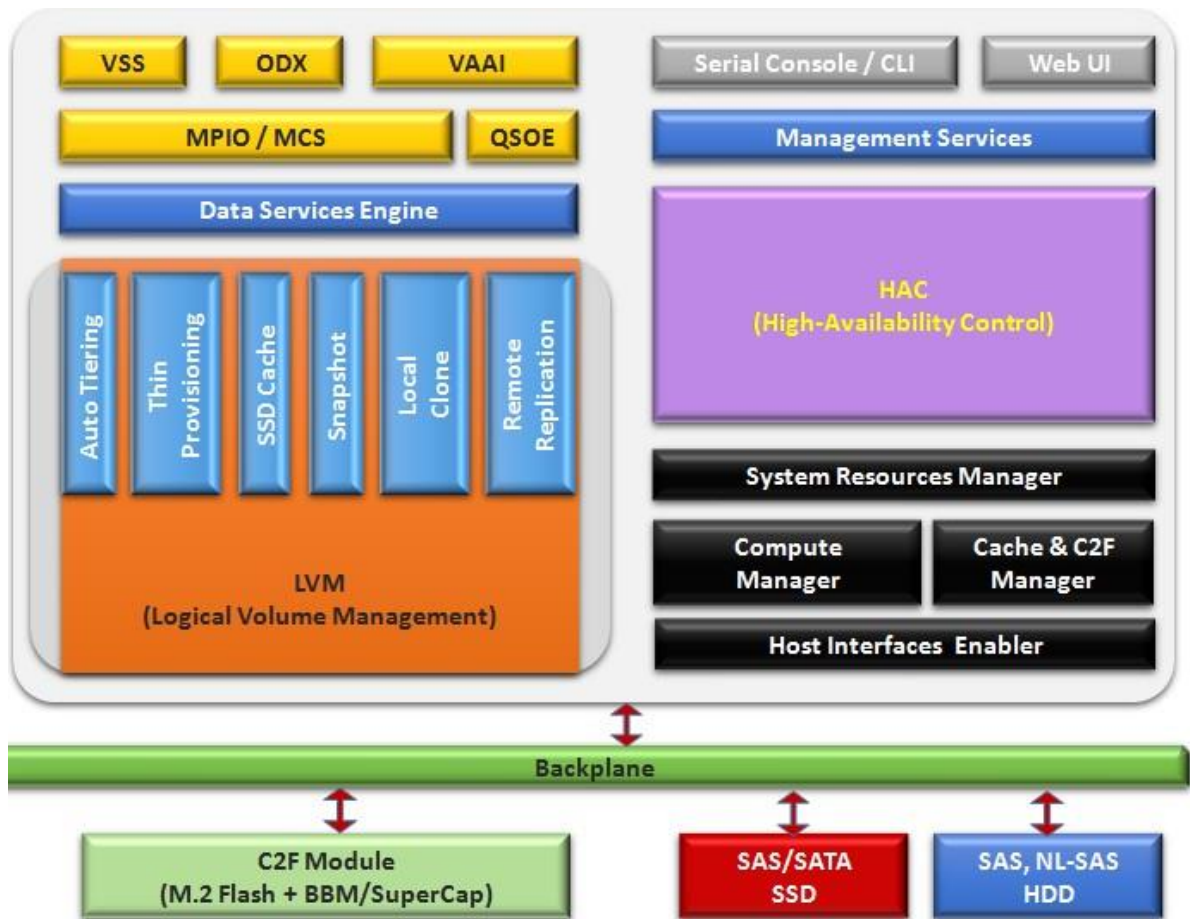 VSS
ODX
VAAI
MPIO / MCS
QSOE
Data Services Engine
Auto Tiering
Thin
Provisioning
SSD Cache
Snapshot
Local
Clone
Remote
Replication
LVM
(Logical Volume Management)
Serial Console / CLI
Web UI
Management Services
HAC
(High-Availability Control)
System Resources Manager
Compute
Manager
Cache & C2F
Manager
Host Interfaces Enabler
Backplane
C2F Module
(M.2 Flash + BBM/SuperCap)
SAS/SATA
SSD
SAS, NL-SAS
HDD